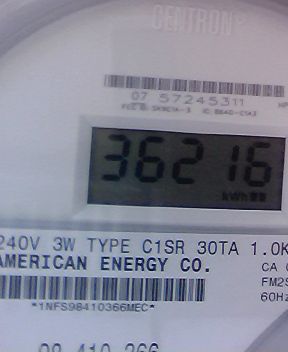 CENTRON
07 57245311
36216
kWh
240V 3W TYPE C1SR 30TA 1.0K
AMERICAN ENERGY CO.
CA
FM2S
60Hz
*1NFS98410366MEC*
98 410 366